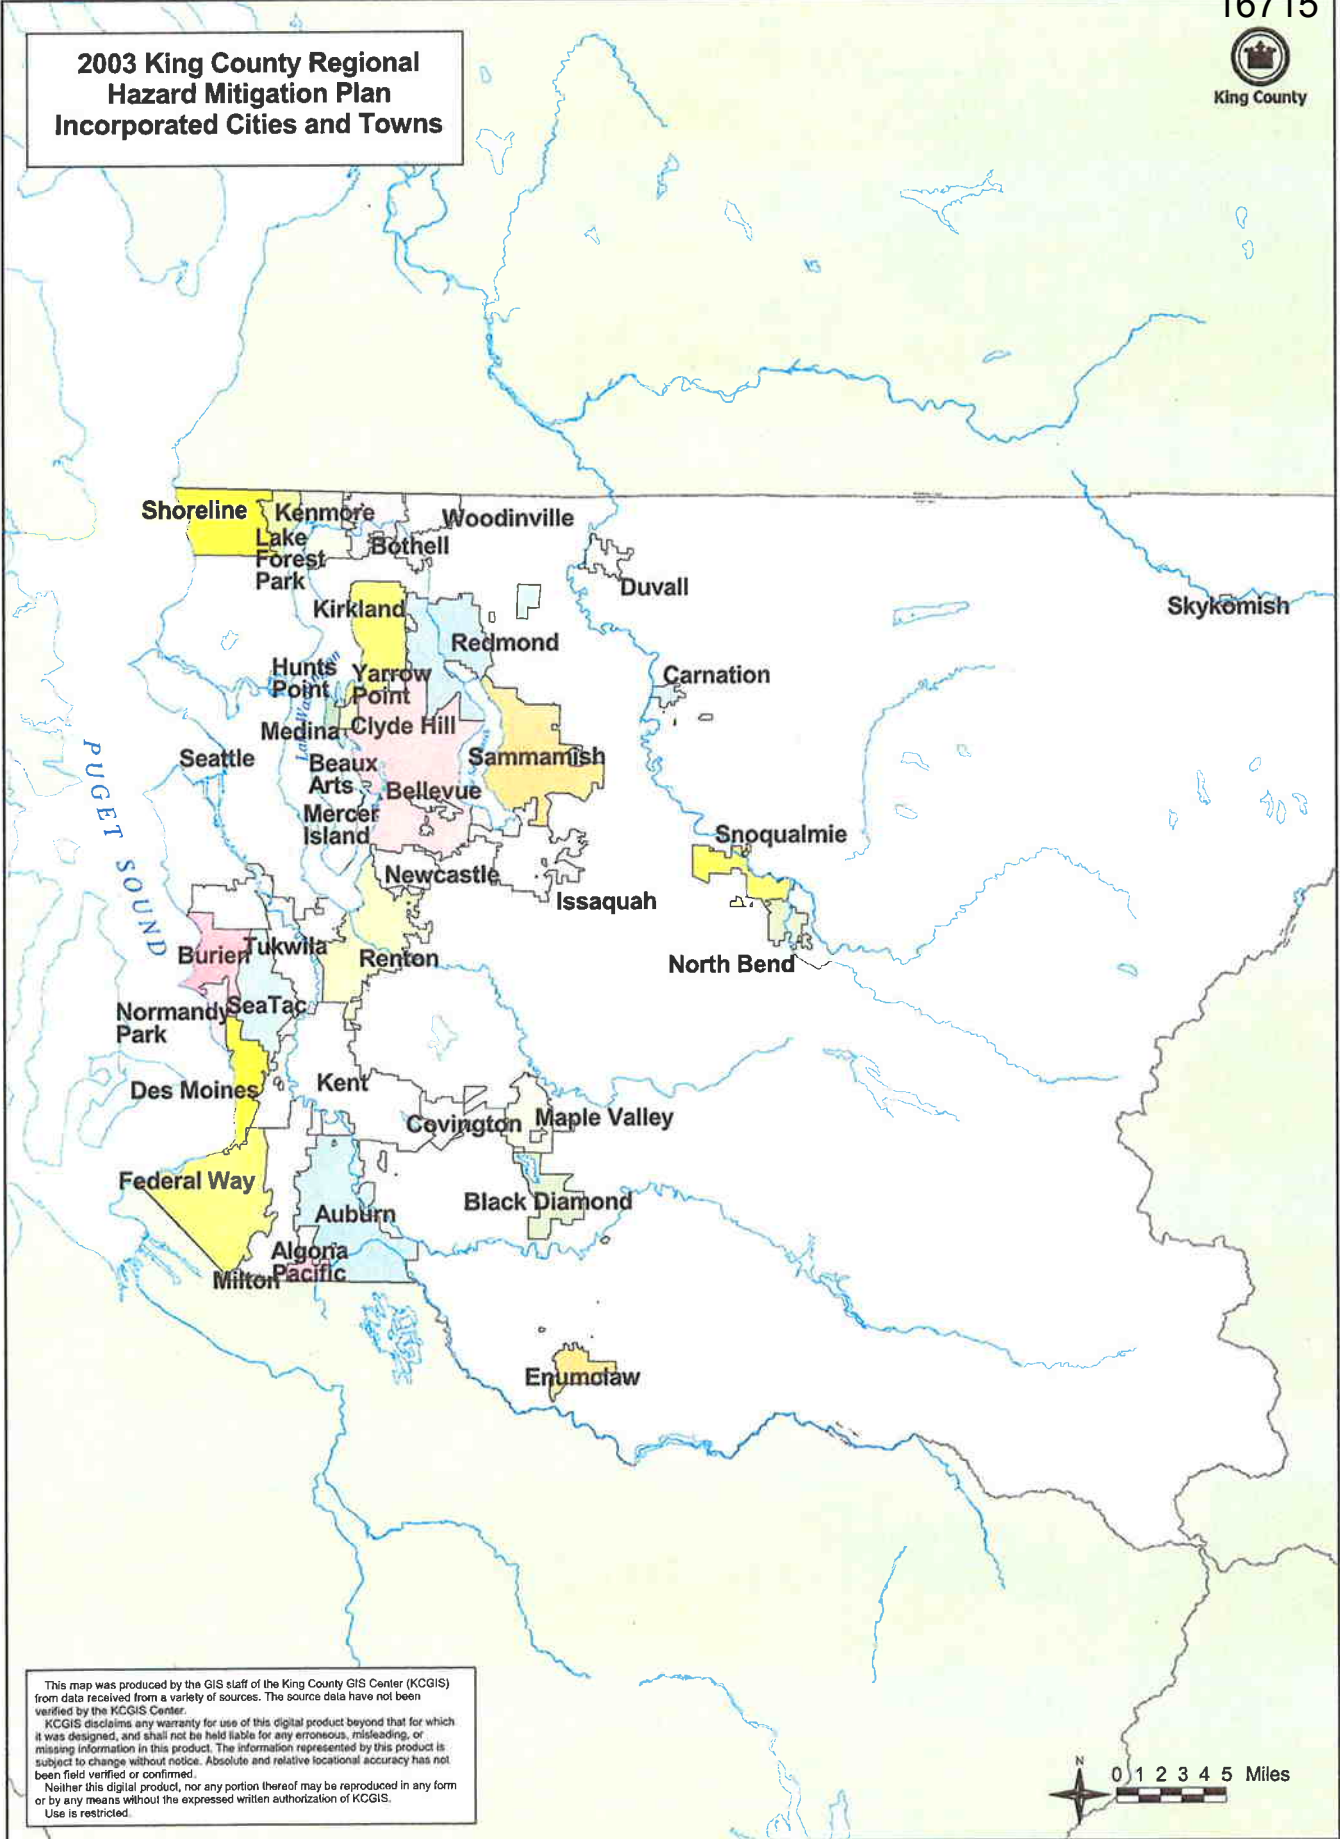 16715
2003 King County Regional
Hazard Mitigation Plan
Incorporated Cities and Towns
King County
Shoreline
Kenmore
Woodinville
Lake
Forest
Park
Bothell
Duvall
Skykomish
Kirkland
Redmond
Hunts
Point
Yarrow
Point
Carnation
Medina
Clyde Hill
Seattle
Beaux
Arts
Sammamish
Bellevue
Mercer
Island
PUGET SOUND
Snoqualmie
Newcastle
Issaquah
Burien
Tukwila
Renton
North Bend
Normandy
Park
SeaTac
Des Moines
Kent
Covington
Maple Valley
Federal Way
Black Diamond
Auburn
Algona
Pacific
Milton
Enumclaw
This map was produced by the GIS staff of the King County GIS Center (KCGIS)
from data received from a variety of sources. The source data have not been
verified by the KCGIS Center.
KCGIS disclaims any warranty for use of this digital product beyond that for which
it was designed, and shall not be held liable for any erroneous, misleading, or
missing information in this product. The information represented by this product is
subject to change without notice. Absolute and relative locational accuracy has not
been field verified or confirmed.
Neither this digital product, nor any portion thereof may be reproduced in any form
or by any means without the expressed written authorization of KCGIS.
Use is restricted.
N
0 1 2 3 4 5 Miles